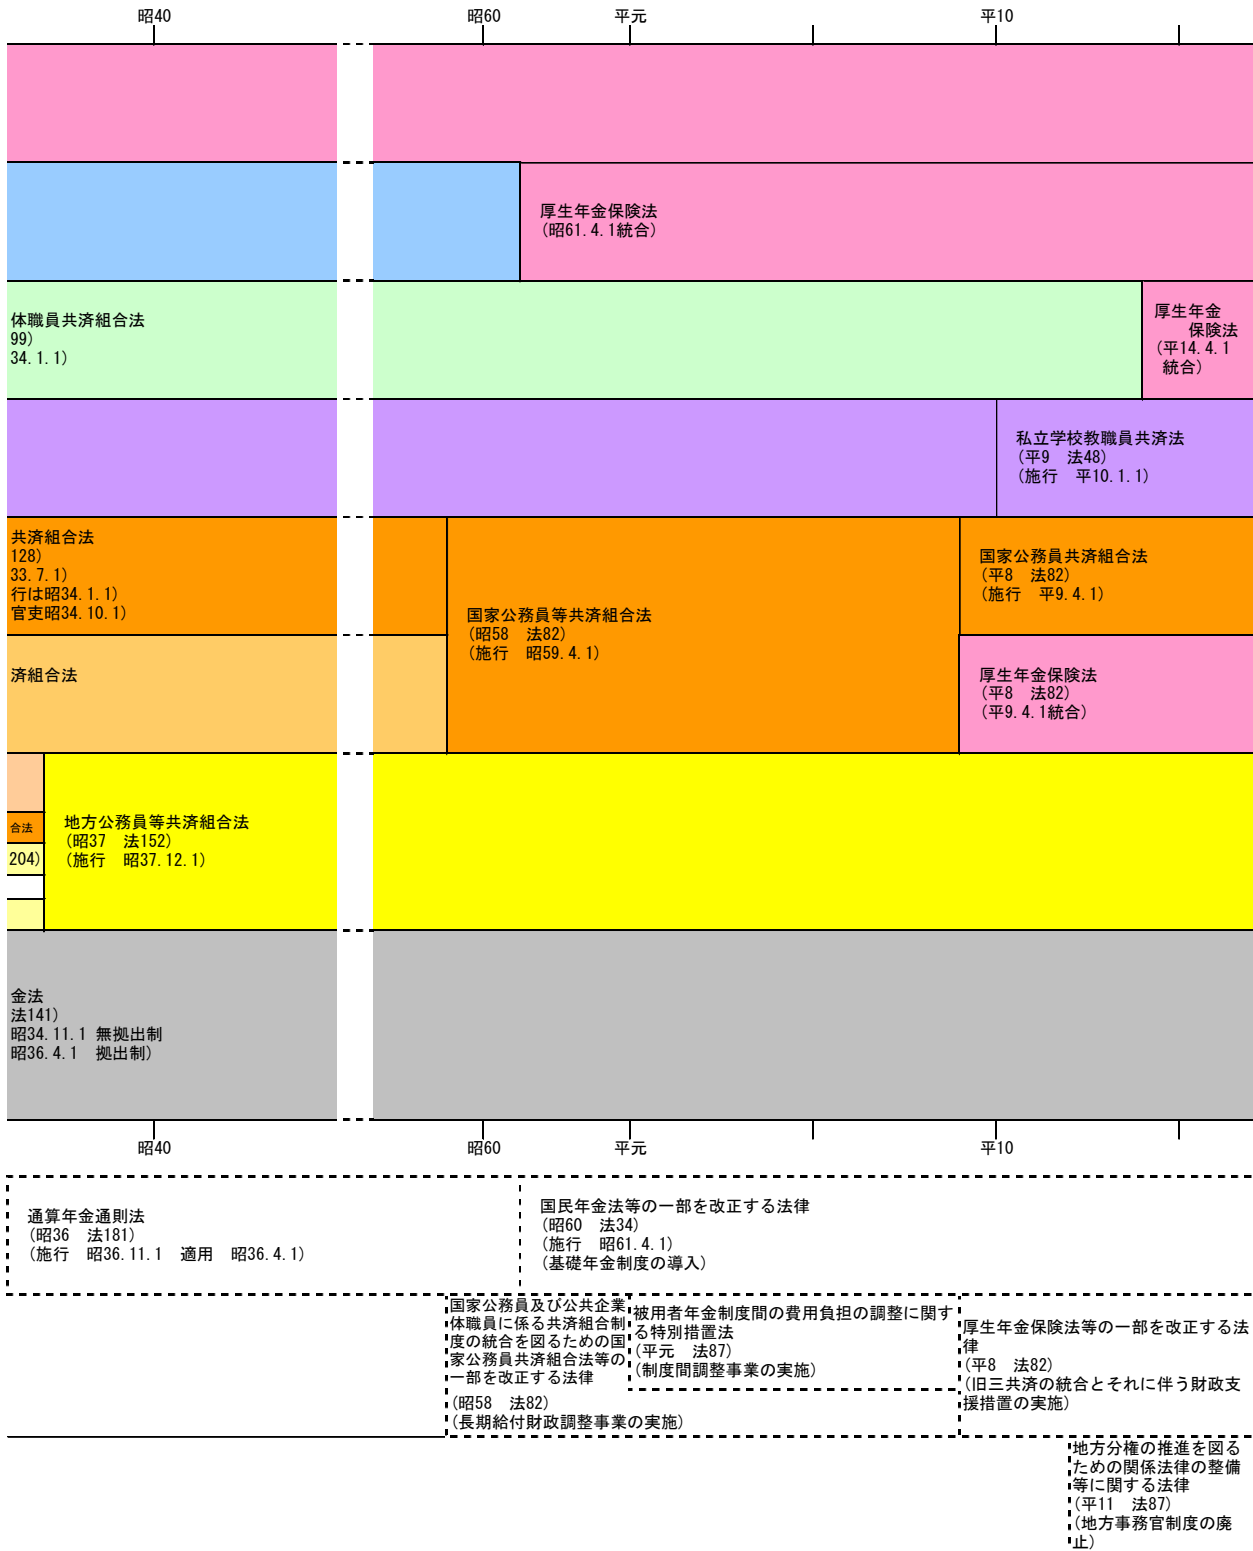 昭40
昭60
平元
平10
厚生年金保険法
(昭61.4.1統合)
体職員共済組合法
99)
34.1.1)
厚生年金
保険法
(平14.4.1
統合)
私立学校教職員共済法
(平9　法48)
(施行　平10.1.1)
共済組合法
128)
33.7.1)
行は昭34.1.1)
官吏昭34.10.1)
国家公務員等共済組合法
(昭58　法82)
(施行　昭59.4.1)
国家公務員共済組合法
(平8　法82)
(施行　平9.4.1)
済組合法
厚生年金保険法
(平8　法82)
(平9.4.1統合)
合法
204)
地方公務員等共済組合法
(昭37　法152)
(施行　昭37.12.1)
金法
法141)
昭34.11.1 無拠出制
昭36.4.1　拠出制)
昭40
昭60
平元
平10
通算年金通則法
(昭36　法181)
(施行　昭36.11.1　適用　昭36.4.1)
国民年金法等の一部を改正する法律
(昭60　法34)
(施行　昭61.4.1)
(基礎年金制度の導入)
国家公務員及び公共企業
体職員に係る共済組合制
度の統合を図るための国
家公務員共済組合法等の
一部を改正する法律
(昭58　法82)
(長期給付財政調整事業の実施)
被用者年金制度間の費用負担の調整に関す
る特別措置法
(平元　法87)
(制度間調整事業の実施)
厚生年金保険法等の一部を改正する法
律
(平8　法82)
(旧三共済の統合とそれに伴う財政支
援措置の実施)
地方分権の推進を図る
ための関係法律の整備
等に関する法律
(平11　法87)
(地方事務官制度の廃
止)